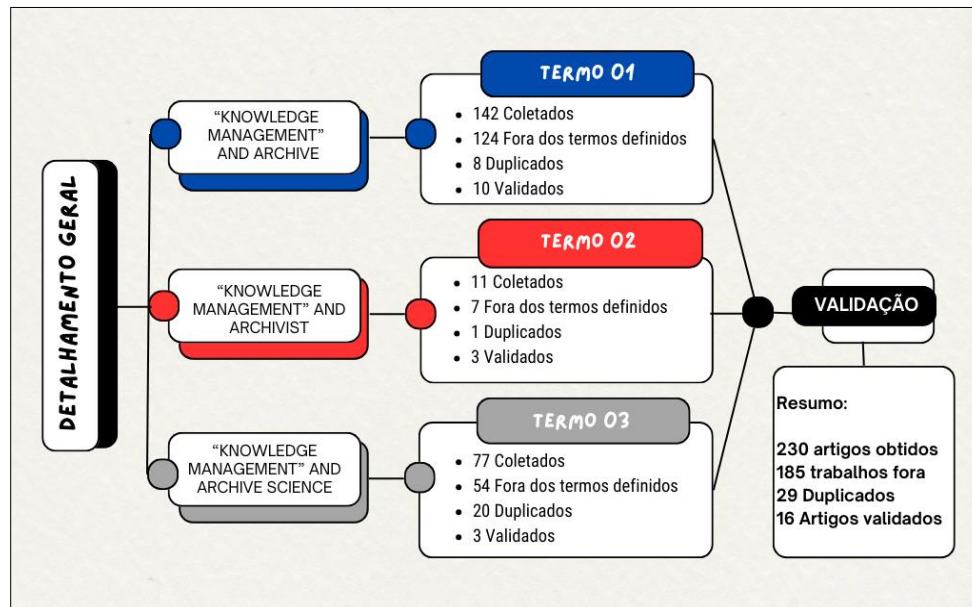 DETALHAMENTO GERAL
“KNOWLEDGE
MANAGEMENT”
AND ARCHIVE
TERMO 01
• 142 Coletados
• 124 Fora dos termos definidos
• 8 Duplicados
• 10 Validados
“KNOWLEDGE
MANAGEMENT” AND
ARCHIVIST
TERMO 02
• 11 Coletados
• 7 Fora dos termos definidos
• 1 Duplicados
• 3 Validados
“KNOWLEDGE
MANAGEMENT” AND
ARCHIVE SCIENCE
TERMO 03
• 77 Coletados
• 54 Fora dos termos definidos
• 20 Duplicados
• 3 Validados
VALIDAÇÃO
Resumo:
230 artigos obtidos
185 trabalhos fora
29 Duplicados
16 Artigos validados